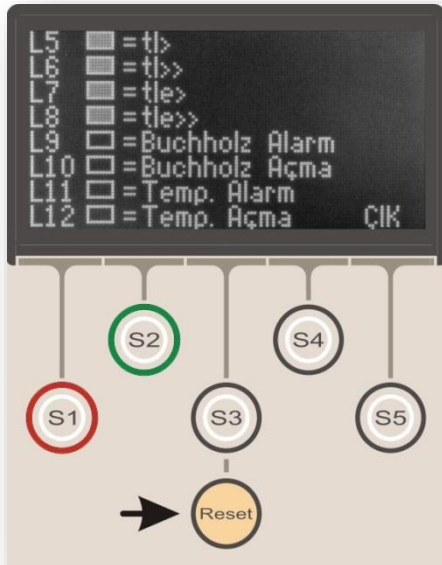 L5 = tI>
L6 = tI>>
L7 = tIe>
L8 = tIe>>
L9 = Buchholz Alarm
L10 = Buchholz Açma
L11 = Temp. Alarm
L12 = Temp. Açma ÇIK
S2 S4
S1 S3 S5
Reset